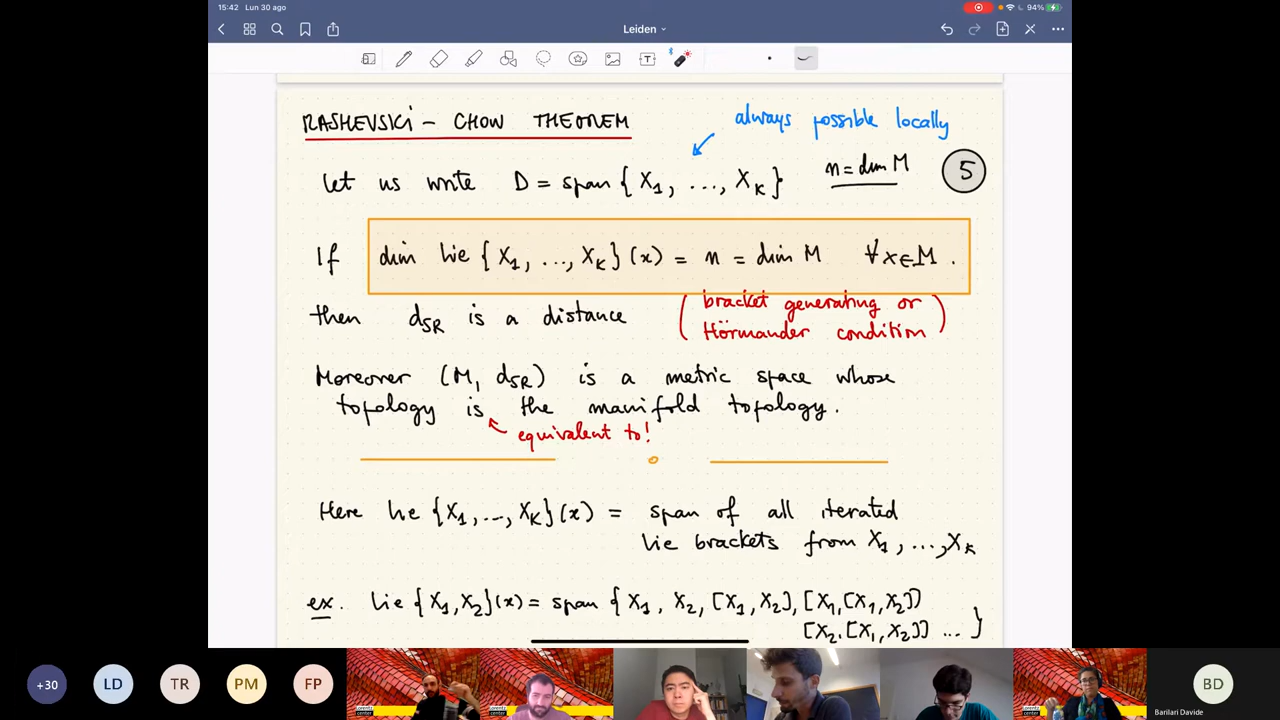 15:42 Lun 30 ago
94%
Leiden
RASHEVSKI - CHOW THEOREM
always possible locally
Let us write D = span { X₁, ..., Xₖ }
n = dim M
5
If dim Lie { X₁, ..., Xₖ }(x) = n = dim M ∀x∈M.
then dSR is a distance
( bracket generating or
Hörmander condition )
Moreover (M, dSR) is a metric space whose
topology is the manifold topology.
equivalent to!
Here Lie { X₁, ..., Xₖ }(x) = span of all iterated
Lie brackets from X₁, ..., Xₖ
ex. Lie { X₁, X₂ }(x) = span { X₁, X₂, [X₁, X₂], [X₁, [X₁, X₂]]
[X₂, [X₁, X₂]] ... }
+30
LD
TR
PM
FP
BD
Barilari Davide